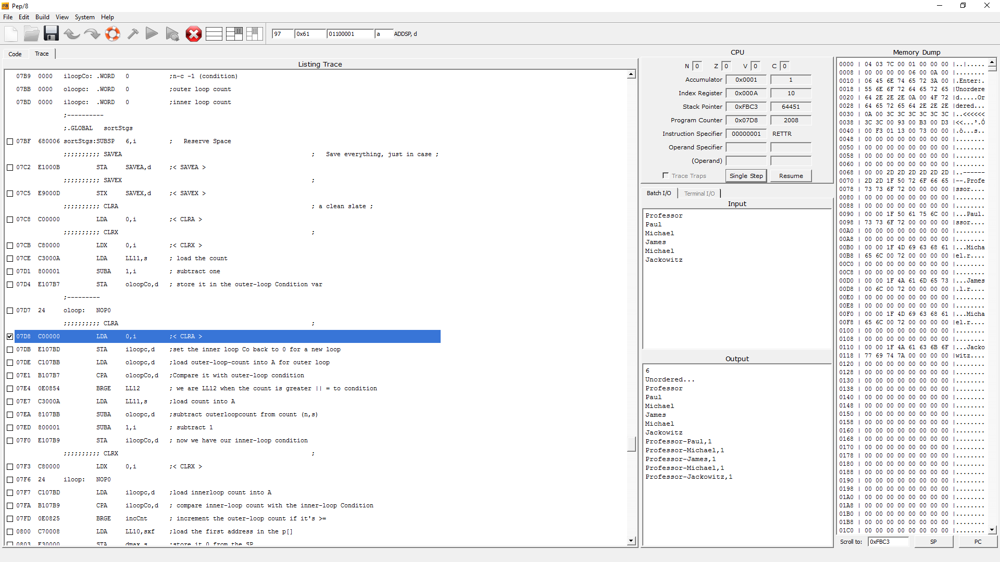 Pep/8
File Edit Build View System Help
97 0x61 01100001 a ADDSP, d
Code Trace
Listing Trace
07B9 0000 iloopCo: .WORD 0 ;n-c -1 (condition)
07BB 0000 oloopc: .WORD 0 ;outer loop count
07BD 0000 iloopc: .WORD 0 ;inner loop count
;----------
;.GLOBAL sortStgs
07BF 680006 sortStgs:SUBSP 6,i ; Reserve Space
;;;;;;;;;; SAVEA ; Save everything, just in case ;
07C2 E1000B STA SAVEA,d ;< SAVEA >
;;;;;;;;;; SAVEX ;
07C5 E9000D STX SAVEX,d ;< SAVEX >
;;;;;;;;;; CLRA ; a clean slate ;
07C8 C00000 LDA 0,i ;< CLRA >
;;;;;;;;;; CLRX ;
07CB C80000 LDX 0,i ;< CLRX >
07CE C3000A LDA LL11,s ; load the count
07D1 800001 SUBA 1,i ; subtract one
07D4 E107B7 STA oloopCo,d ; store it in the outer-loop Condition var
;---------
07D7 24 oloop: NOP0
;;;;;;;;;; CLRA ;
07D8 C00000 LDA 0,i ;< CLRA >
07DB E107BD STA iloopc,d ;set the inner loop Co back to 0 for a new loop
07DE C107BB LDA oloopc,d ;load outer-loop-count into A for outer loop
07E1 B107B7 CPA oloopCo,d ;Compare it with outer-loop condition
07E4 0E0854 BRGE LL12 ; we are LL12 when the count is greater || = to condition
07E7 C3000A LDA LL11,s ;load count into A
07EA 8107BB SUBA oloopc,d ;subtract outerloopcount from count (n,s)
07ED 800001 SUBA 1,i ; subtract 1
07F0 E107B9 STA iloopCo,d ; now we have our inner-loop condition
;;;;;;;;;; CLRX ;
07F3 C80000 LDX 0,i ;< CLRX >
07F6 24 iloop: NOP0
07F7 C107BD LDA iloopc,d ;load innerloop count into A
07FA B107B9 CPA iloopCo,d ; compare inner-loop count with the inner-loop Condition
07FD 0E0825 BRGE incCnt ; increment the outer-loop count if it's >=
0800 C70008 LDA LL10,sxf ;load the first address in the p[]
0803 E30000 STA dmax,s ;store it 0 from the SP
CPU
N 0 Z 0 V 0 C 0
Accumulator 0x0001 1
Index Register 0x000A 10
Stack Pointer 0xFBC3 64451
Program Counter 0x07D8 2008
Instruction Specifier 00000001 RETTR
Operand Specifier
(Operand)
Trace Traps Single Step Resume
Batch I/O Terminal I/O
Input
Professor
Paul
Michael
James
Michael
Jackowitz
Output
6
Unordered...
Professor
Paul
Michael
James
Michael
Jackowitz
Professor-Paul,1
Professor-Michael,1
Professor-James,1
Professor-Michael,1
Professor-Jackowitz,1
Memory Dump
0000 | 04 03 7C 00 01 00 00 00 |..|.....
0008 | 00 00 00 00 06 00 0A 00 |........
0010 | 06 45 6E 74 65 72 3A 00 |.Enter:.
0018 | 55 6E 6F 72 64 65 72 65 |Unordere
0020 | 64 2E 2E 2E 0A 00 4F 72 |d.....Or
0028 | 64 65 72 65 64 2E 2E 2E |dered...
0030 | 0A 00 3C 3C 3C 3C 3C 3C |..<<<<<<
0038 | 3C 3C 00 93 00 B3 00 D3 |<<...³.Ó
0040 | 00 F3 01 13 00 73 00 00 |.ó...s..
0048 | 00 00 00 00 00 00 00 00 |........
0050 | 00 00 00 00 00 00 00 00 |........
0058 | 00 00 00 00 00 00 00 00 |........
0060 | 00 00 00 00 00 00 00 00 |........
0068 | 00 00 2D 2D 2D 2D 2D 2D |..------
0070 | 2D 2D 1F 50 72 6F 66 65 |--.Profe
0078 | 73 73 6F 72 00 00 00 00 |ssor....
0080 | 00 00 00 00 00 00 00 00 |........
0088 | 00 00 00 00 00 00 00 00 |........
0090 | 00 00 1F 50 61 75 6C 00 |...Paul.
0098 | 73 73 6F 72 00 00 00 00 |ssor....
00A0 | 00 00 00 00 00 00 00 00 |........
00A8 | 00 00 00 00 00 00 00 00 |........
00B0 | 00 00 1F 4D 69 63 68 61 |...Micha
00B8 | 65 6C 00 72 00 00 00 00 |el.r....
00C0 | 00 00 00 00 00 00 00 00 |........
00C8 | 00 00 00 00 00 00 00 00 |........
00D0 | 00 00 1F 4A 61 6D 65 73 |...James
00D8 | 00 6C 00 72 00 00 00 00 |.l.r....
00E0 | 00 00 00 00 00 00 00 00 |........
00E8 | 00 00 00 00 00 00 00 00 |........
00F0 | 00 00 1F 4D 69 63 68 61 |...Micha
00F8 | 65 6C 00 72 00 00 00 00 |el.r....
0100 | 00 00 00 00 00 00 00 00 |........
0108 | 00 00 00 00 00 00 00 00 |........
0110 | 00 00 1F 4A 61 63 6B 6F |...Jacko
0118 | 77 69 74 7A 00 00 00 00 |witz....
0120 | 00 00 00 00 00 00 00 00 |........
0128 | 00 00 00 00 00 00 00 00 |........
0130 | 00 00 00 00 00 00 00 00 |........
0138 | 00 00 00 00 00 00 00 00 |........
0140 | 00 00 00 00 00 00 00 00 |........
0148 | 00 00 00 00 00 00 00 00 |........
0150 | 00 00 00 00 00 00 00 00 |........
0158 | 00 00 00 00 00 00 00 00 |........
0160 | 00 00 00 00 00 00 00 00 |........
0168 | 00 00 00 00 00 00 00 00 |........
0170 | 00 00 00 00 00 00 00 00 |........
0178 | 00 00 00 00 00 00 00 00 |........
0180 | 00 00 00 00 00 00 00 00 |........
0188 | 00 00 00 00 00 00 00 00 |........
0190 | 00 00 00 00 00 00 00 00 |........
0198 | 00 00 00 00 00 00 00 00 |........
01A0 | 00 00 00 00 00 00 00 00 |........
01A8 | 00 00 00 00 00 00 00 00 |........
01B0 | 00 00 00 00 00 00 00 00 |........
01B8 | 00 00 00 00 00 00 00 00 |........
01C0 | 00 00 00 00 00 00 00 00 |........
Scroll to: 0xFBC3 SP PC